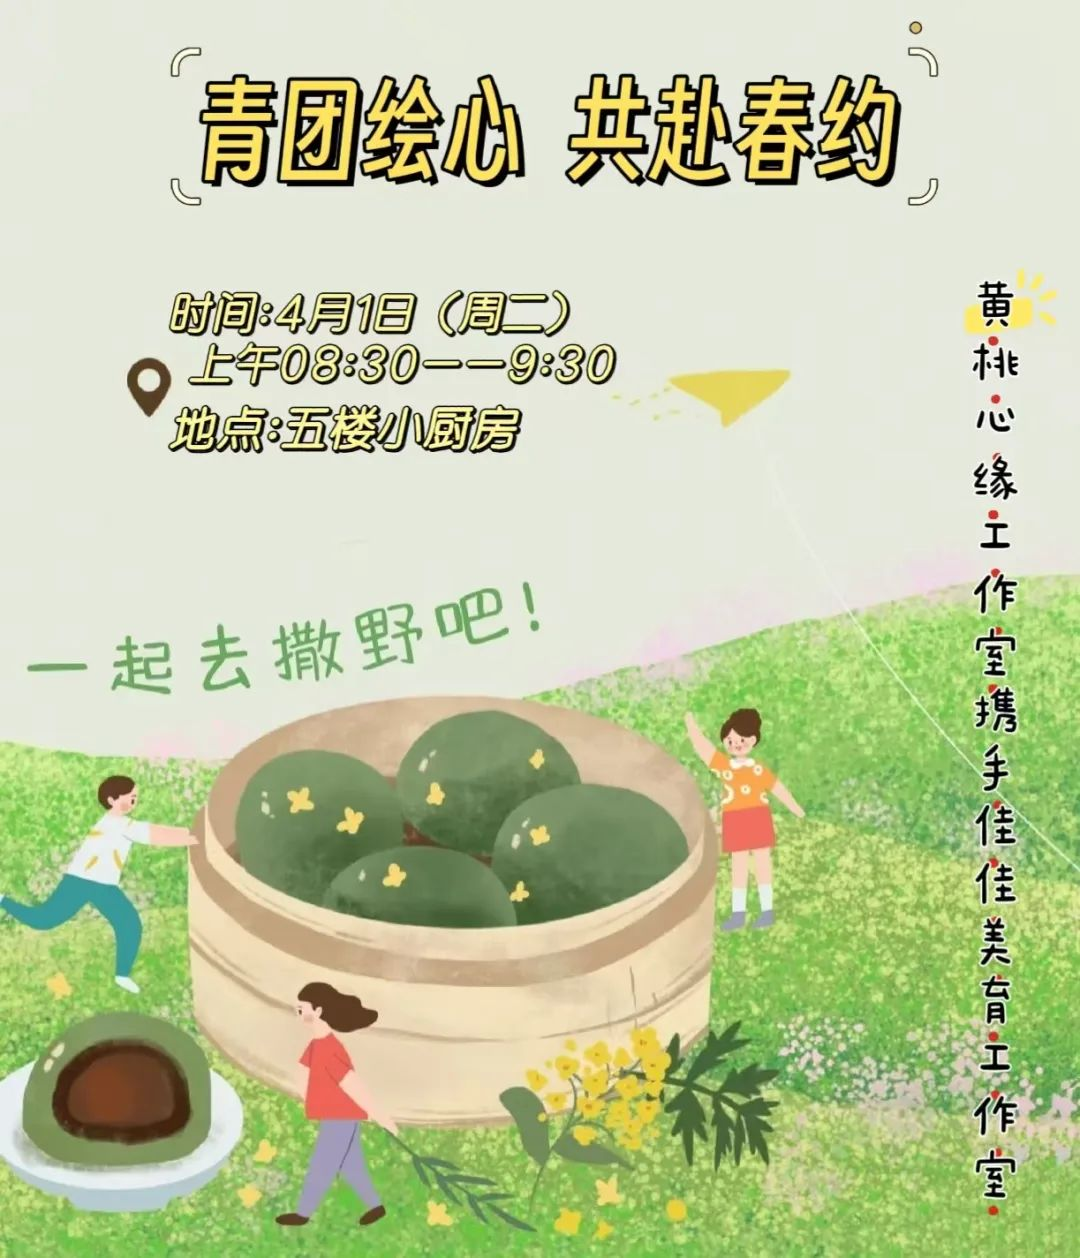 青团绘心 共赴春约
时间:4月1日（周二）
上午08:30——9:30
地点:五楼小厨房
一起去撒野吧!
黄桃心缘工作室携手佳佳美育工作室